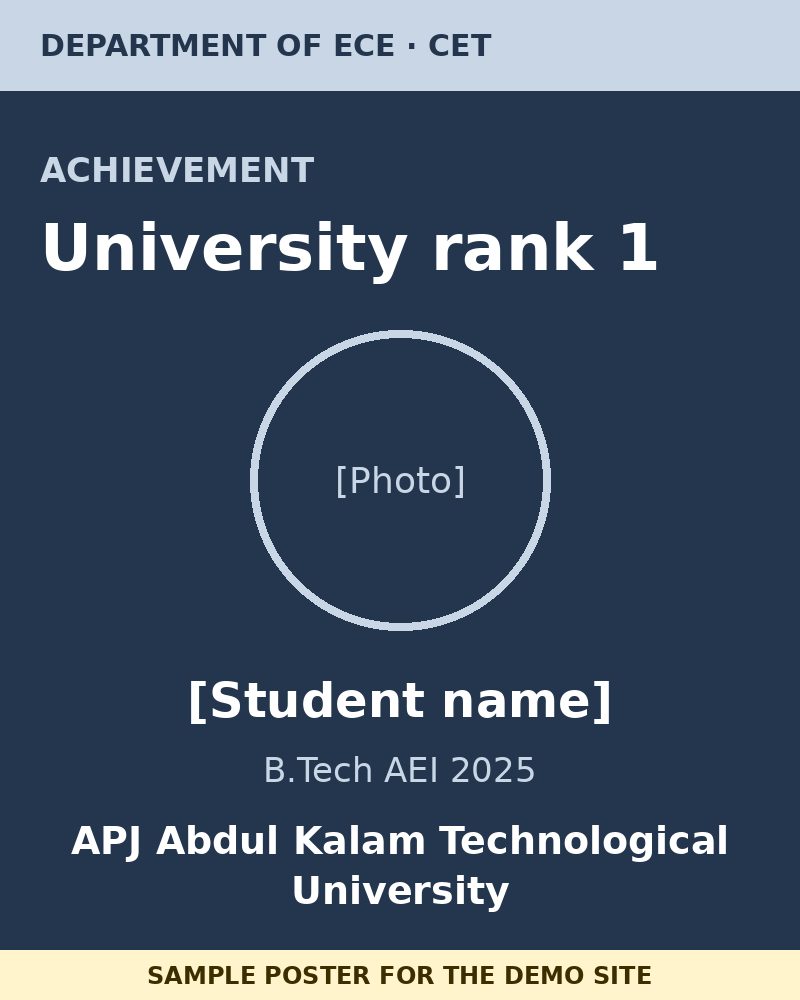 DEPARTMENT OF ECE · CET
ACHIEVEMENT
University rank 1
[Photo]
[Student name]
B.Tech AEI 2025
APJ Abdul Kalam Technological
University
SAMPLE POSTER FOR THE DEMO SITE